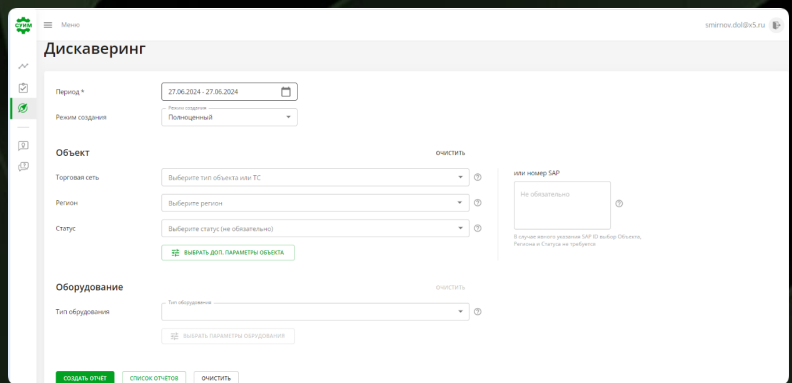 СУИМ
Меню
smirnov.dol@x5.ru
Дискаверинг
Период *
27.06.2024 - 27.06.2024
Режим создания
Режим создания
Полноценный
Объект
ОЧИСТИТЬ
Торговая сеть
Выберите тип объекта или ТС
или номер SAP
Не обязательно
Регион
Выберите регион
Статус
Выберите статус (не обязательно)
В случае явного указания SAP ID выбор Объекта,
Региона и Статуса не требуется
ВЫБРАТЬ ДОП. ПАРАМЕТРЫ ОБЪЕКТА
Оборудование
ОЧИСТИТЬ
Тип обрудования
Тип оборудования
ВЫБРАТЬ ПАРАМЕТРЫ ОБРУДОВАНИЯ
СОЗДАТЬ ОТЧЕТ
СПИСОК ОТЧЕТОВ
ОЧИСТИТЬ